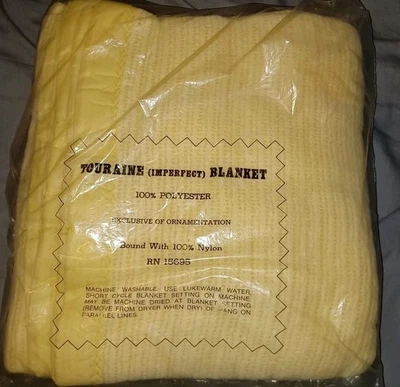 TOURAINE (IMPERFECT) BLANKET
100% POLYESTER
EXCLUSIVE OF ORNAMENTATION
Bound With 100% Nylon
RN 15695
MACHINE WASHABLE. USE LUKEWARM WATER,
SHORT CYCLE BLANKET SETTING ON MACHINE
MAY BE MACHINE DRIED AT BLANKET SETTING
(REMOVE FROM DRYER WHEN DRY) OR HANG ON
PARALLEL LINES.